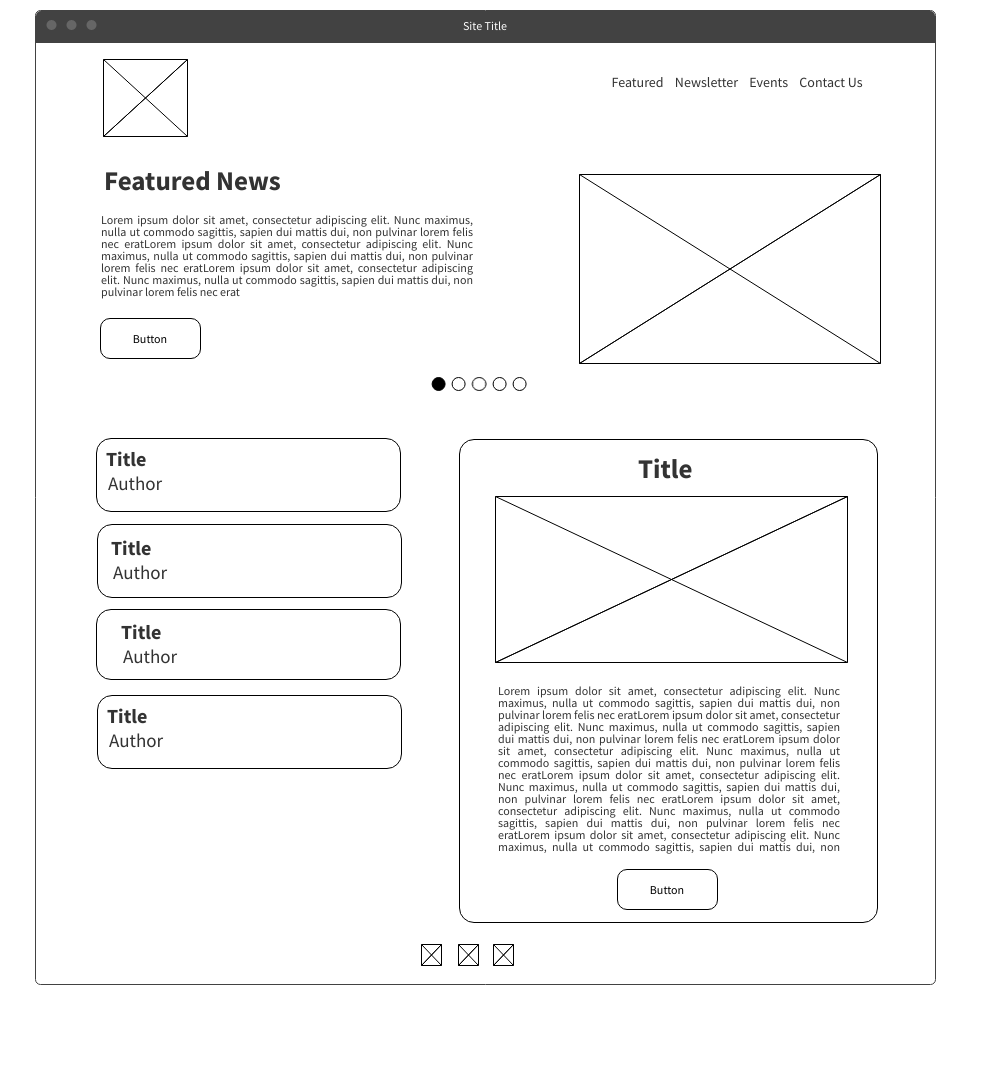 Site Title
Featured Newsletter Events Contact Us
Featured News
Lorem ipsum dolor sit amet, consectetur adipiscing elit. Nunc maximus,
nulla ut commodo sagittis, sapien dui mattis dui, non pulvinar lorem felis
nec eratLorem ipsum dolor sit amet, consectetur adipiscing elit. Nunc
maximus, nulla ut commodo sagittis, sapien dui mattis dui, non pulvinar
lorem felis nec eratLorem ipsum dolor sit amet, consectetur adipiscing
elit. Nunc maximus, nulla ut commodo sagittis, sapien dui mattis dui, non
pulvinar lorem felis nec erat
Button
Title
Author
Title
Author
Title
Author
Title
Author
Title
Lorem ipsum dolor sit amet, consectetur adipiscing elit. Nunc
maximus, nulla ut commodo sagittis, sapien dui mattis dui, non
pulvinar lorem felis nec eratLorem ipsum dolor sit amet, consectetur
adipiscing elit. Nunc maximus, nulla ut commodo sagittis, sapien
dui mattis dui, non pulvinar lorem felis nec eratLorem ipsum dolor
sit amet, consectetur adipiscing elit. Nunc maximus, nulla ut
commodo sagittis, sapien dui mattis dui, non pulvinar lorem felis
nec eratLorem ipsum dolor sit amet, consectetur adipiscing elit.
Nunc maximus, nulla ut commodo sagittis, sapien dui mattis dui,
non pulvinar lorem felis nec eratLorem ipsum dolor sit amet,
consectetur adipiscing elit. Nunc maximus, nulla ut commodo
sagittis, sapien dui mattis dui, non pulvinar lorem felis nec
eratLorem ipsum dolor sit amet, consectetur adipiscing elit. Nunc
maximus, nulla ut commodo sagittis, sapien dui mattis dui, non
Button